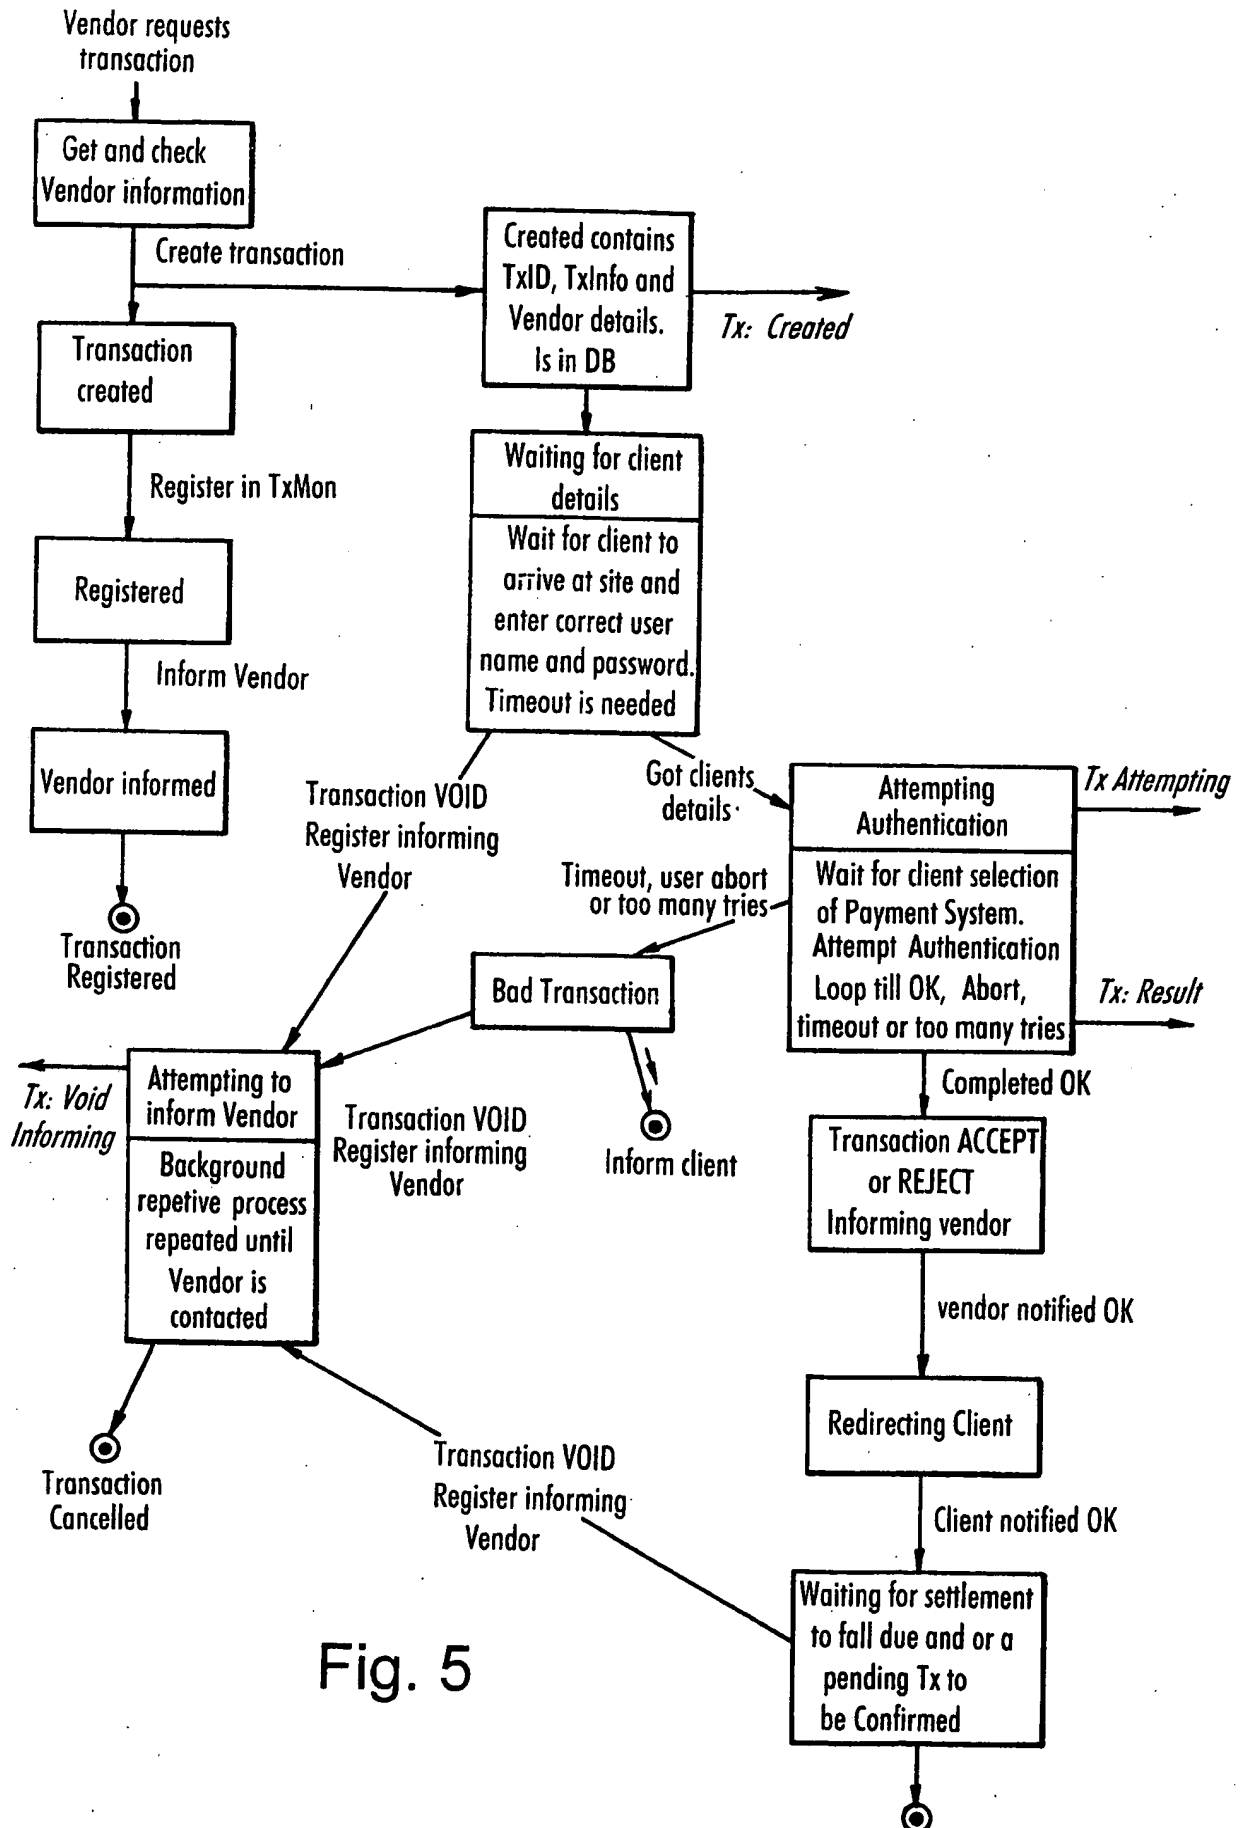 Vendor requests
transaction
Get and check
Vendor information
Create transaction
Created contains
TxID, TxInfo and
Vendor details.
Is in DB
Tx: Created
Transaction
created
Register in TxMon
Registered
Inform Vendor
Vendor informed
Transaction
Registered
Waiting for client
details
Wait for client to
arrive at site and
enter correct user
name and password.
Timeout is needed
Transaction VOID
Register informing
Vendor
Got clients
details
Attempting
Authentication
Tx Attempting
Wait for client selection
of Payment System.
Attempt Authentication
Loop till OK, Abort,
timeout or too many tries
Tx: Result
Timeout, user abort
or too many tries
Bad Transaction
Inform client
Transaction VOID
Register informing
Vendor
Tx: Void
Informing
Attempting to
inform Vendor
Background
repetive process
repeated until
Vendor is
contacted
Transaction
Cancelled
Completed OK
Transaction ACCEPT
or REJECT
Informing vendor
vendor notified OK
Redirecting Client
Client notified OK
Transaction VOID
Register informing
Vendor
Waiting for settlement
to fall due and or a
pending Tx to
be Confirmed
Fig. 5